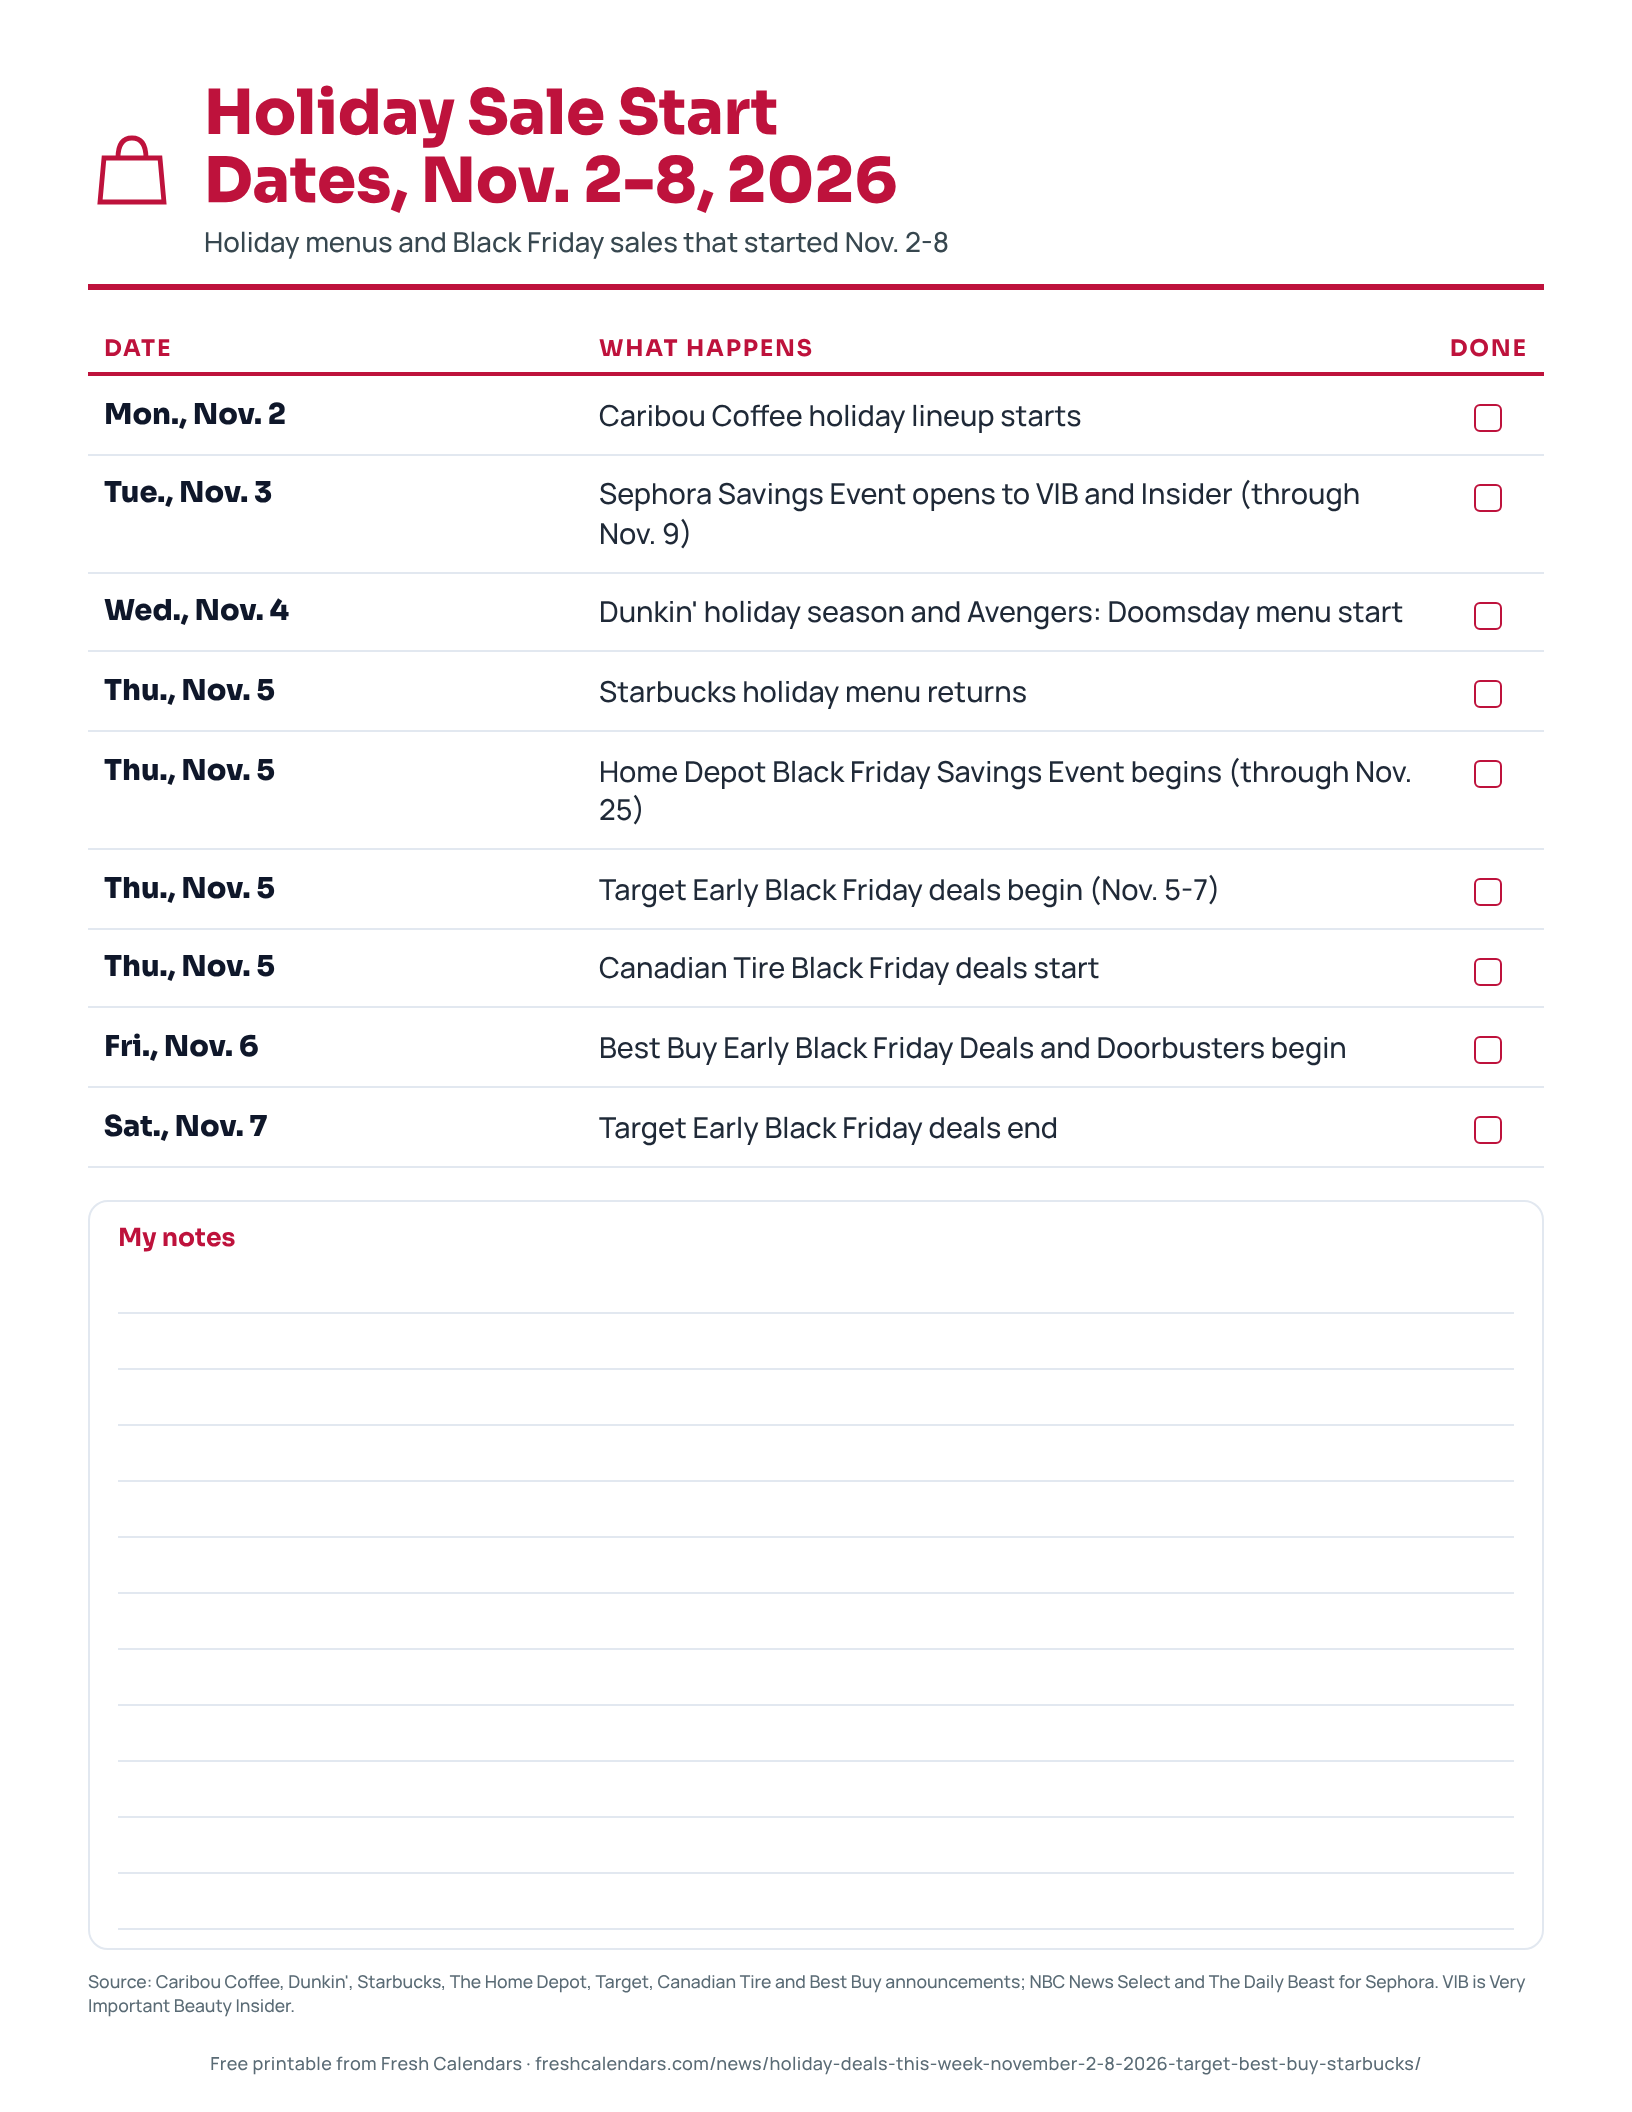 Holiday Sale Start
Dates, Nov. 2–8, 2026
Holiday menus and Black Friday sales that started Nov. 2-8
DATE WHAT HAPPENS DONE
Mon., Nov. 2 Caribou Coffee holiday lineup starts
Tue., Nov. 3 Sephora Savings Event opens to VIB and Insider (through
Nov. 9)
Wed., Nov. 4 Dunkin' holiday season and Avengers: Doomsday menu start
Thu., Nov. 5 Starbucks holiday menu returns
Thu., Nov. 5 Home Depot Black Friday Savings Event begins (through Nov.
25)
Thu., Nov. 5 Target Early Black Friday deals begin (Nov. 5-7)
Thu., Nov. 5 Canadian Tire Black Friday deals start
Fri., Nov. 6 Best Buy Early Black Friday Deals and Doorbusters begin
Sat., Nov. 7 Target Early Black Friday deals end
My notes
Source: Caribou Coffee, Dunkin', Starbucks, The Home Depot, Target, Canadian Tire and Best Buy announcements; NBC News Select and The Daily Beast for Sephora. VIB is Very
Important Beauty Insider.
Free printable from Fresh Calendars · freshcalendars.com/news/holiday-deals-this-week-november-2-8-2026-target-best-buy-starbucks/